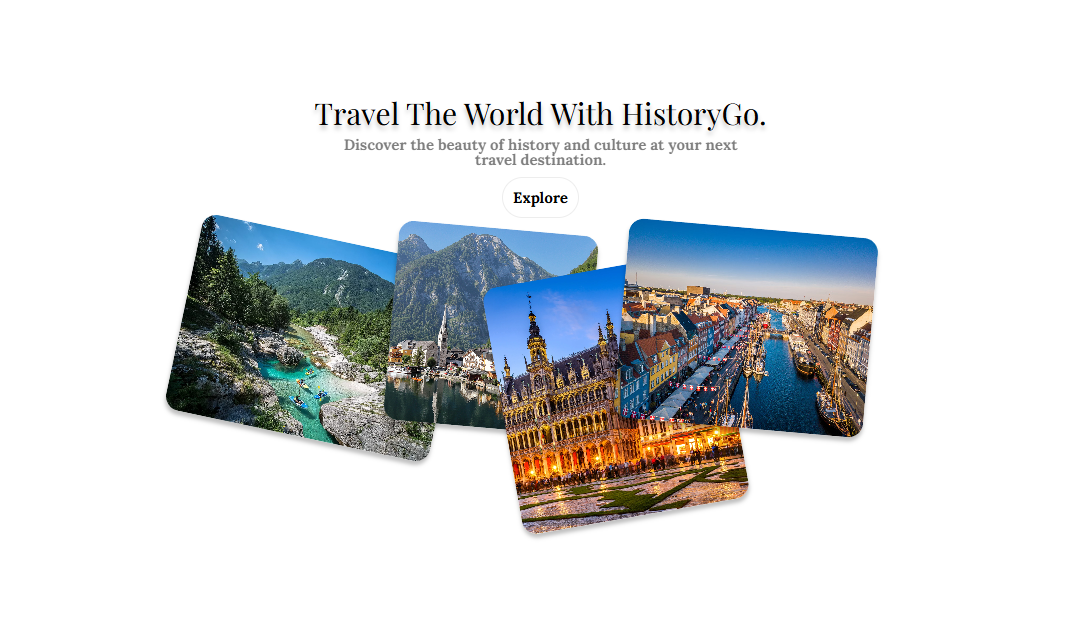 Travel The World With HistoryGo.
Discover the beauty of history and culture at your next
travel destination.
Explore